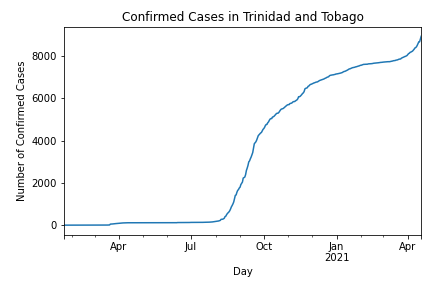 Confirmed Cases in Trinidad and Tobago
Number of Confirmed Cases
8000
6000
4000
2000
0
Apr Jul Oct Jan Apr
2021
Day